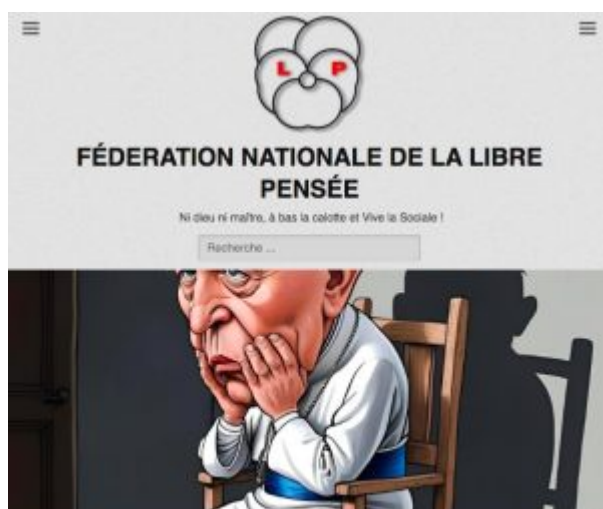 L P
FÉDERATION NATIONALE DE LA LIBRE
PENSÉE
Ni dieu ni maître, à bas la calotte et Vive la Sociale !
Recherche ...